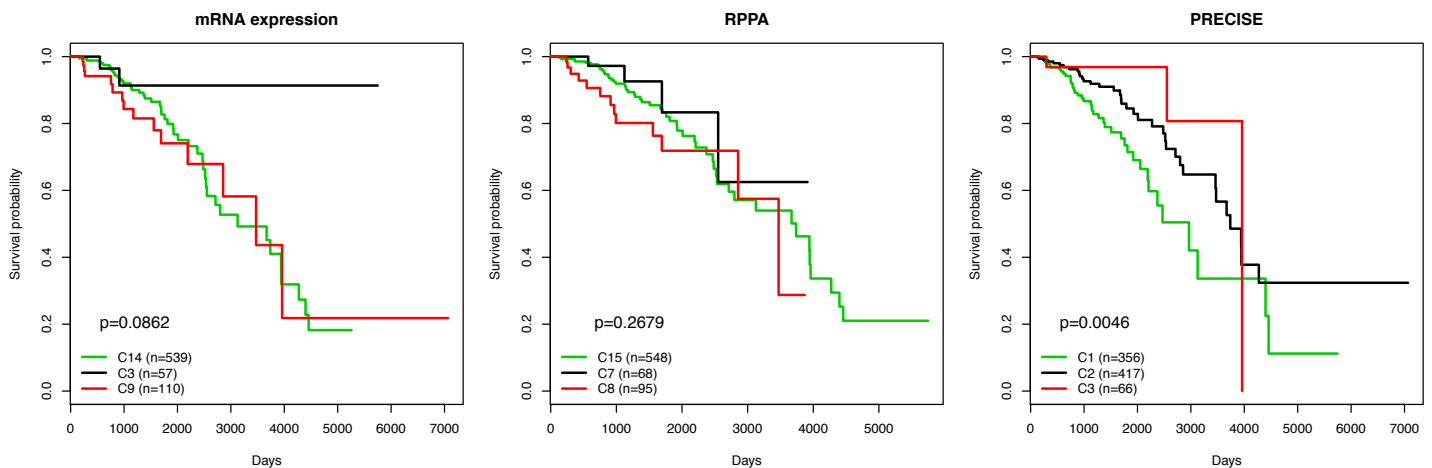 mRNA expression
Survival probability
0.0 0.2 0.4 0.6 0.8 1.0
p=0.0862
C14 (n=539)
C3 (n=57)
C9 (n=110)
0 1000 2000 3000 4000 5000 6000 7000
Days
RPPA
Survival probability
0.0 0.2 0.4 0.6 0.8 1.0
p=0.2679
C15 (n=548)
C7 (n=68)
C8 (n=95)
0 1000 2000 3000 4000 5000
Days
PRECISE
Survival probability
0.0 0.2 0.4 0.6 0.8 1.0
p=0.0046
C1 (n=356)
C2 (n=417)
C3 (n=66)
0 1000 2000 3000 4000 5000 6000 7000
Days